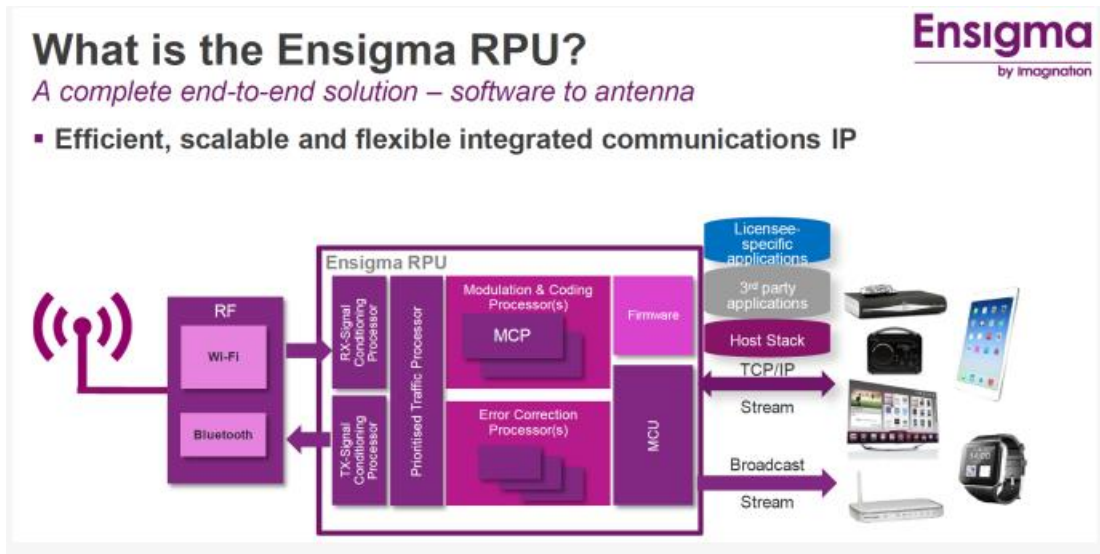 What is the Ensigma RPU?
A complete end-to-end solution – software to antenna
Ensigma
by Imagination
▪ Efficient, scalable and flexible integrated communications IP
RF
Wi-Fi
Bluetooth
Ensigma RPU
RX-Signal
Conditioning
Processor
TX-Signal
Conditioning
Processor
Prioritised Traffic Processor
Modulation & Coding
Processor(s)
MCP
Error Correction
Processor(s)
Firmware
MCU
Licensee-
specific
applications
3rd party
applications
Host Stack
TCP/IP
Stream
Broadcast
Stream
14:00